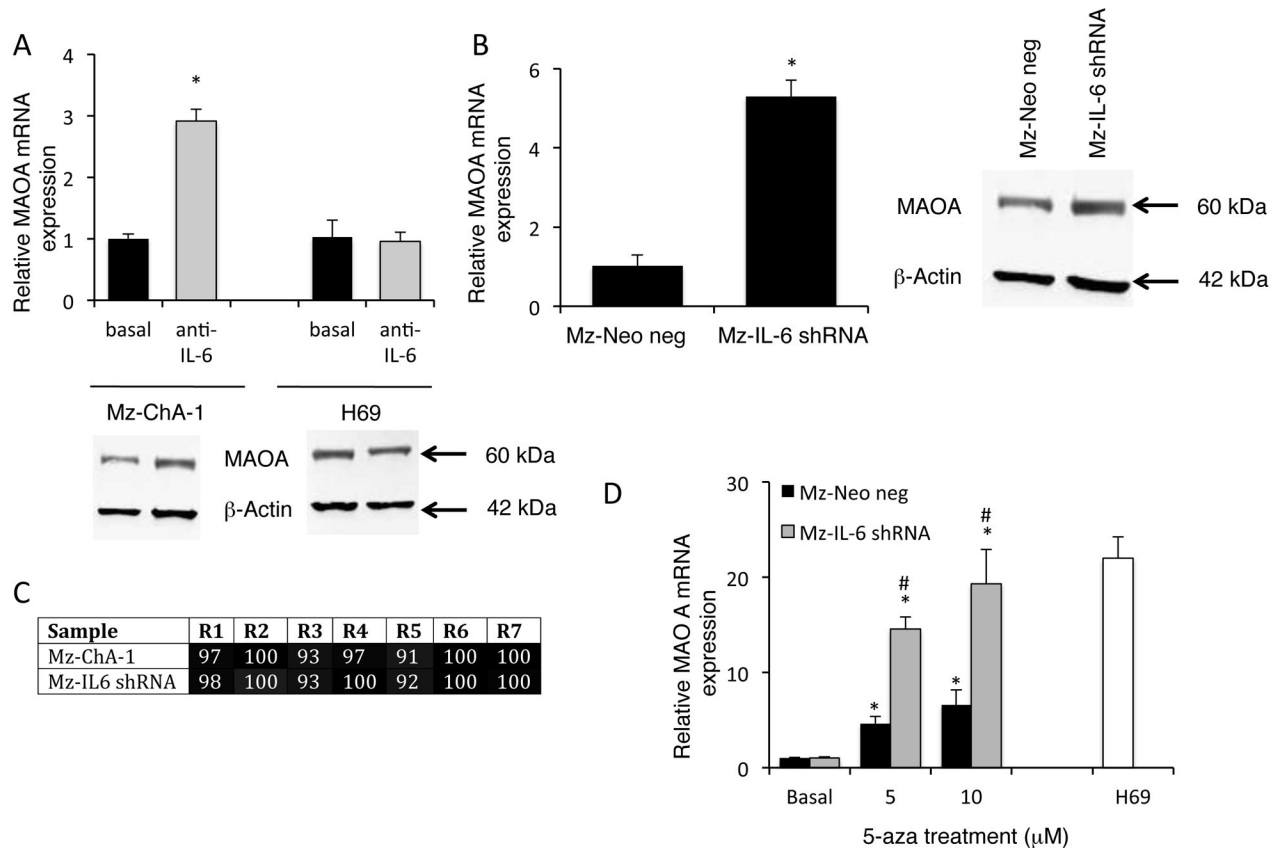 A
Relative MAOA mRNA
expression
4
3
2
1
0
*
basal
anti-
IL-6
basal
anti-
IL-6
Mz-ChA-1
H69
MAOA
60 kDa
β-Actin
42 kDa
B
Relative MAOA mRNA
expression
6
4
2
0
*
Mz-Neo neg
Mz-IL-6 shRNA
Mz-Neo neg
Mz-IL-6 shRNA
MAOA
60 kDa
β-Actin
42 kDa
C
Sample R1 R2 R3 R4 R5 R6 R7
Mz-ChA-1 97 100 93 97 91 100 100
Mz-IL6 shRNA 98 100 93 100 92 100 100
D
Relative MAO A mRNA
expression
30
20
10
0
Mz-Neo neg
Mz-IL-6 shRNA
*
#
*
*
#
*
Basal
5
10
H69
5-aza treatment (μM)